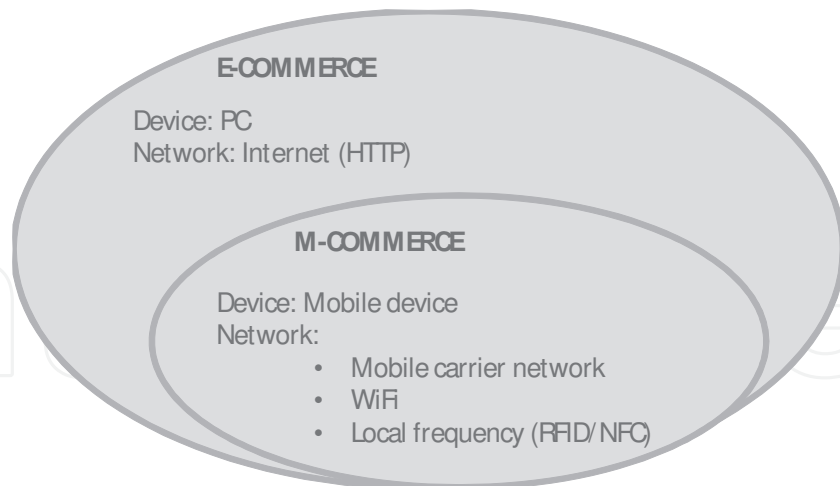 E-COMMERCE
Device: PC
Network: Internet (HTTP)
M-COMMERCE
Device: Mobile device
Network:
• Mobile carrier network
• WiFi
• Local frequency (RFID/NFC)